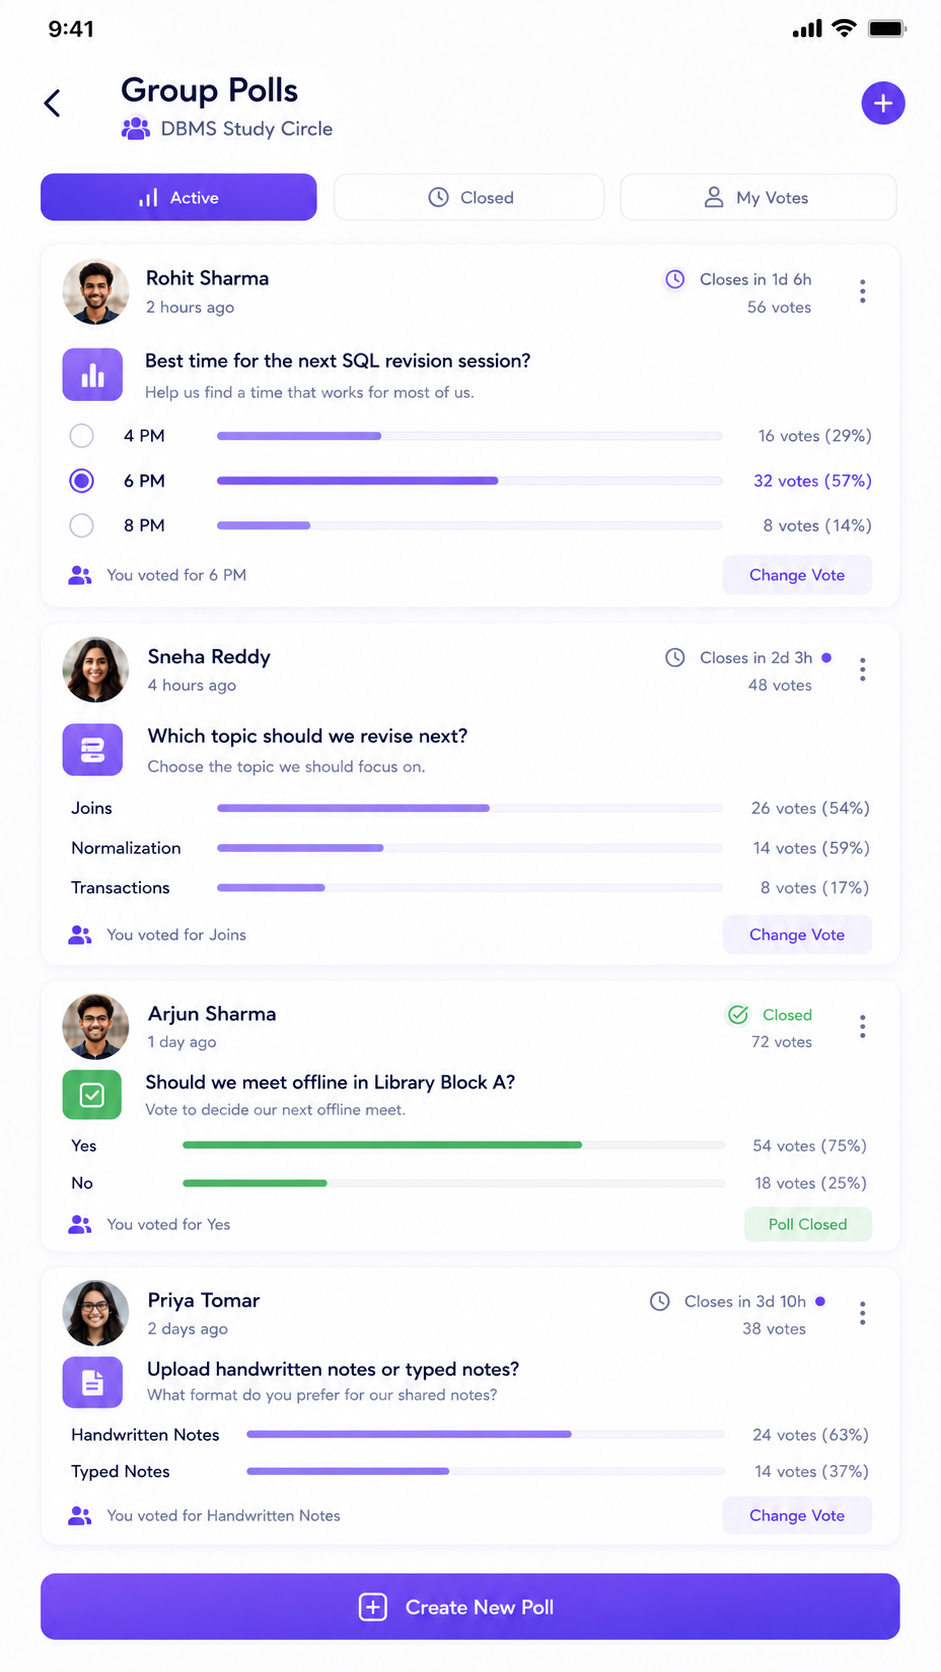 9:41
Group Polls
DBMS Study Circle
Active
Closed
My Votes
Rohit Sharma
Closes in 1d 6h
2 hours ago
56 votes
Best time for the next SQL revision session?
Help us find a time that works for most of us.
4 PM 16 votes (29%)
6 PM 32 votes (57%)
8 PM 8 votes (14%)
You voted for 6 PM
Change Vote
Sneha Reddy
Closes in 2d 3h
4 hours ago
48 votes
Which topic should we revise next?
Choose the topic we should focus on.
Joins 26 votes (54%)
Normalization 14 votes (59%)
Transactions 8 votes (17%)
You voted for Joins
Change Vote
Arjun Sharma
Closed
1 day ago
72 votes
Should we meet offline in Library Block A?
Vote to decide our next offline meet.
Yes 54 votes (75%)
No 18 votes (25%)
You voted for Yes
Poll Closed
Priya Tomar
Closes in 3d 10h
2 days ago
38 votes
Upload handwritten notes or typed notes?
What format do you prefer for our shared notes?
Handwritten Notes 24 votes (63%)
Typed Notes 14 votes (37%)
You voted for Handwritten Notes
Change Vote
Create New Poll